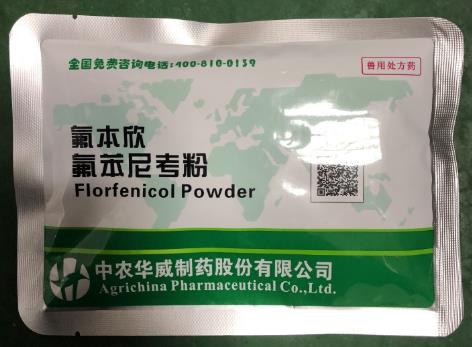 全国免费咨询电话:400-810-0139
兽用处方药
氟本欣
氟苯尼考粉
Florfenicol Powder
中农华威制药股份有限公司
Agrichina Pharmaceutical Co.,Ltd.